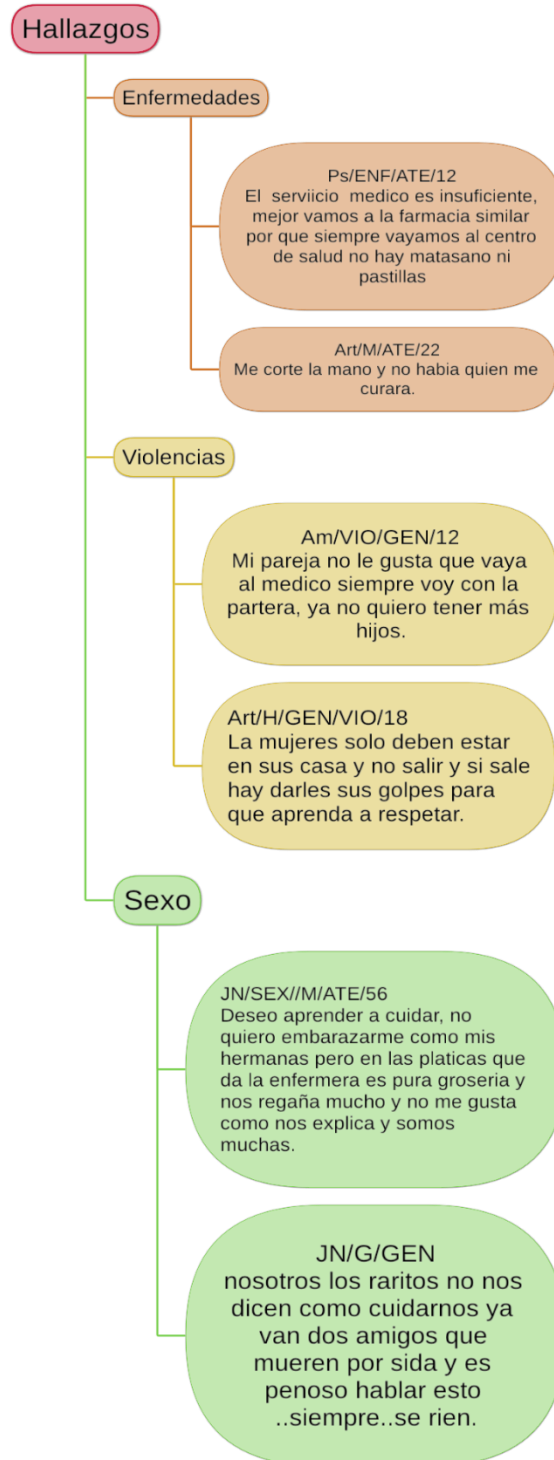 Hallazgos
Enfermedades
Ps/ENF/ATE/12
El serviicio medico es insuficiente,
mejor vamos a la farmacia similar
por que siempre vayamos al centro
de salud no hay matasano ni
pastillas
Art/M/ATE/22
Me corte la mano y no habia quien me
curara.
Violencias
Am/VIO/GEN/12
Mi pareja no le gusta que vaya
al medico siempre voy con la
partera, ya no quiero tener más
hijos.
Art/H/GEN/VIO/18
La mujeres solo deben estar
en sus casa y no salir y si sale
hay darles sus golpes para
que aprenda a respetar.
Sexo
JN/SEX//M/ATE/56
Deseo aprender a cuidar, no
quiero embarazarme como mis
hermanas pero en las platicas que
da la enfermera es pura groseria y
nos regaña mucho y no me gusta
como nos explica y somos
muchas.
JN/G/GEN
nosotros los raritos no nos
dicen como cuidarnos ya
van dos amigos que
mueren por sida y es
penoso hablar esto
..siempre..se rien.